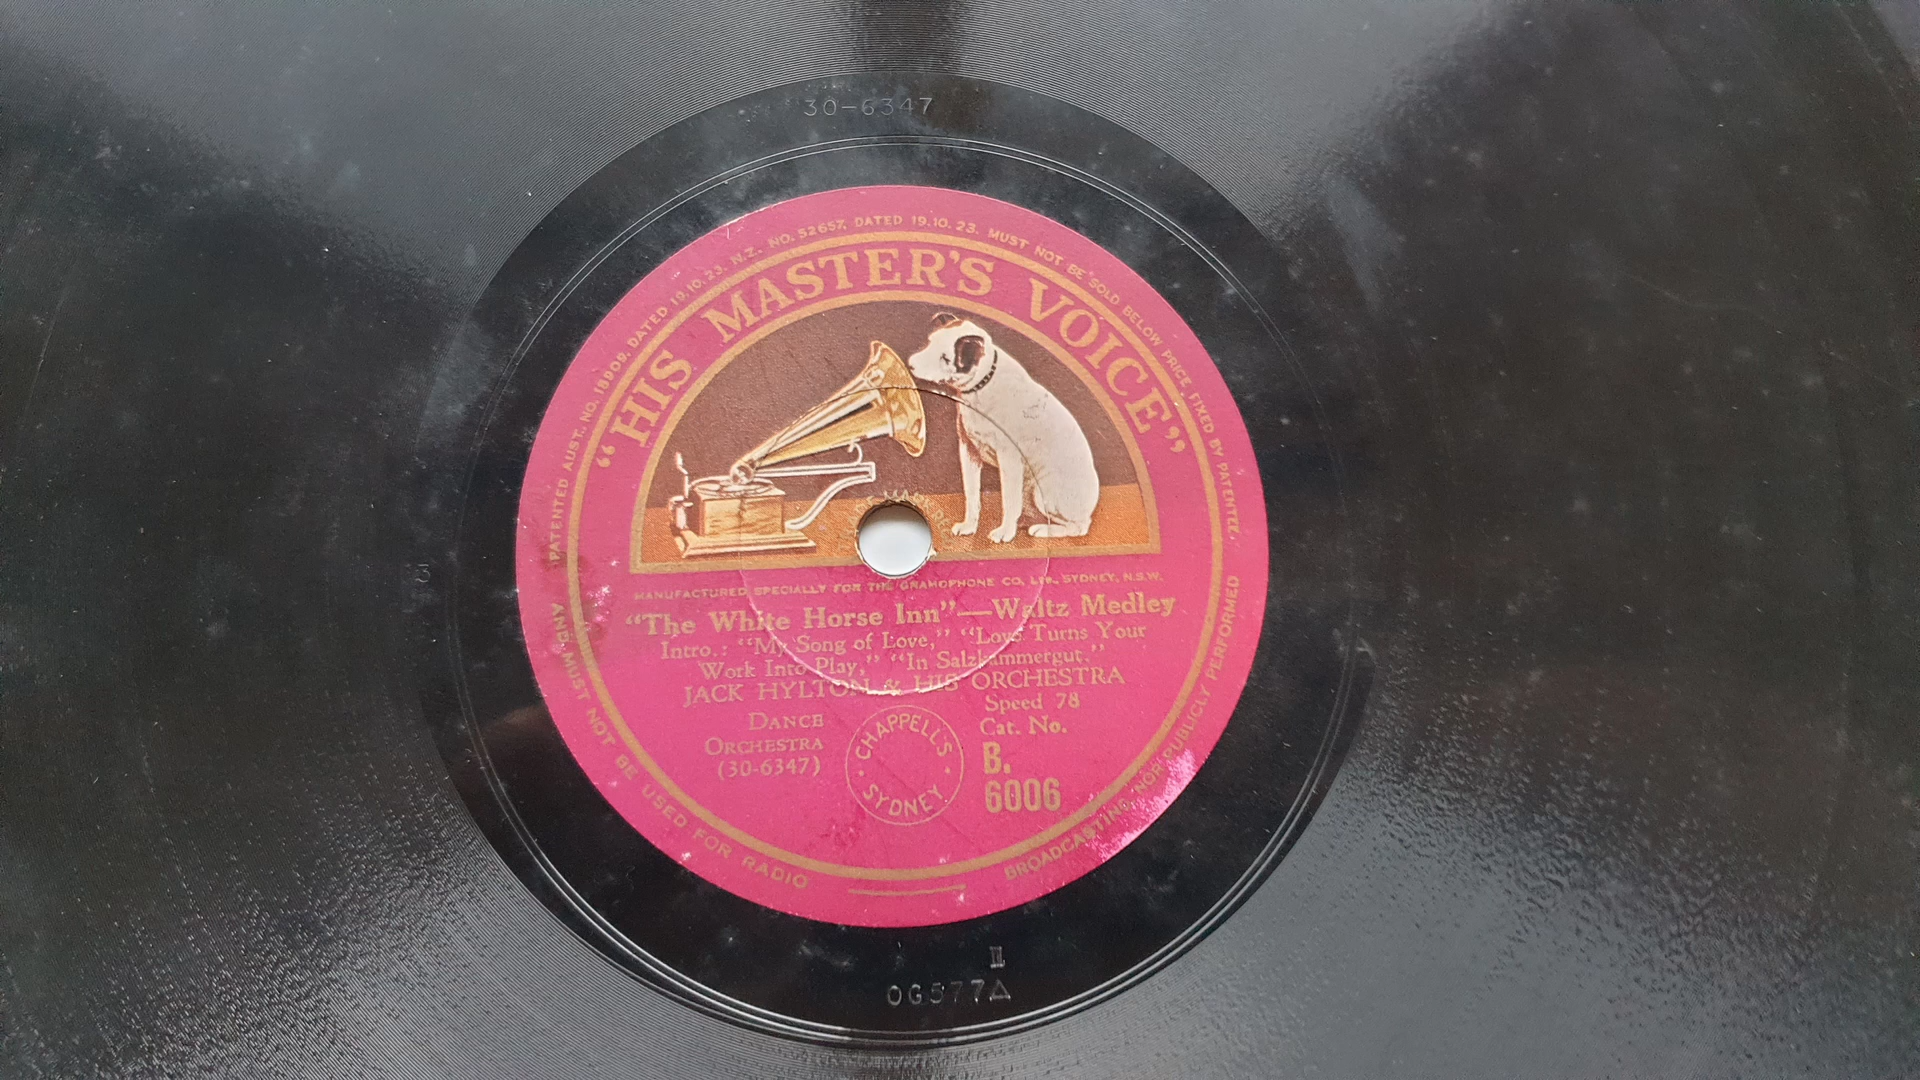 30-6347
PATENTED AUST. NO. 18909. DATED 19.10.23. N.Z. NO. 52657. DATED 19.10.23. MUST NOT BE SOLD BELOW PRICE FIXED BY PATENTZ.
"HIS MASTER'S VOICE"
MANUFACTURED SPECIALLY FOR THE GRAMOPHONE CO. LTD., SYDNEY, N.S.W.
"The White Horse Inn"—Waltz Medley
Intro.: "My Song of Love," "Love Turns Your
Work Into Play," "In Salzkammergut."
JACK HYLTON & HIS ORCHESTRA
Speed 78
DANCE
ORCHESTRA
(30-6347)
CHAPPELL'S
SYDNEY
Cat. No.
B.
6006
AND MUST NOT BE USED FOR RADIO
BROADCASTING, NOR PUBLICLY PERFORMED
3
II
0G577Δ